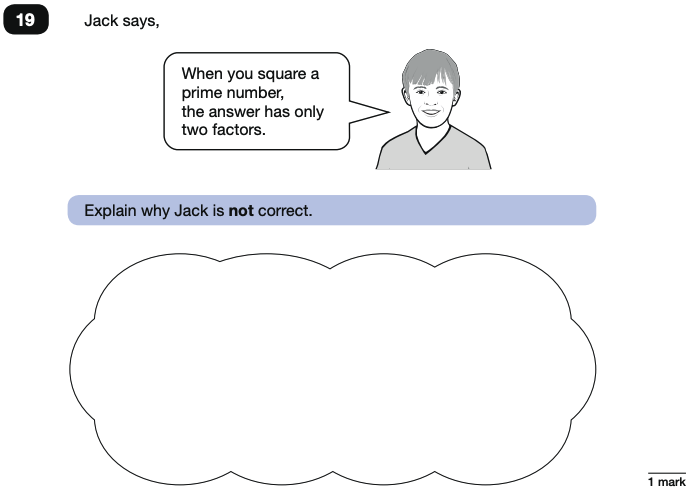 19 Jack says,
When you square a
prime number,
the answer has only
two factors.
Explain why Jack is not correct.
1 mark